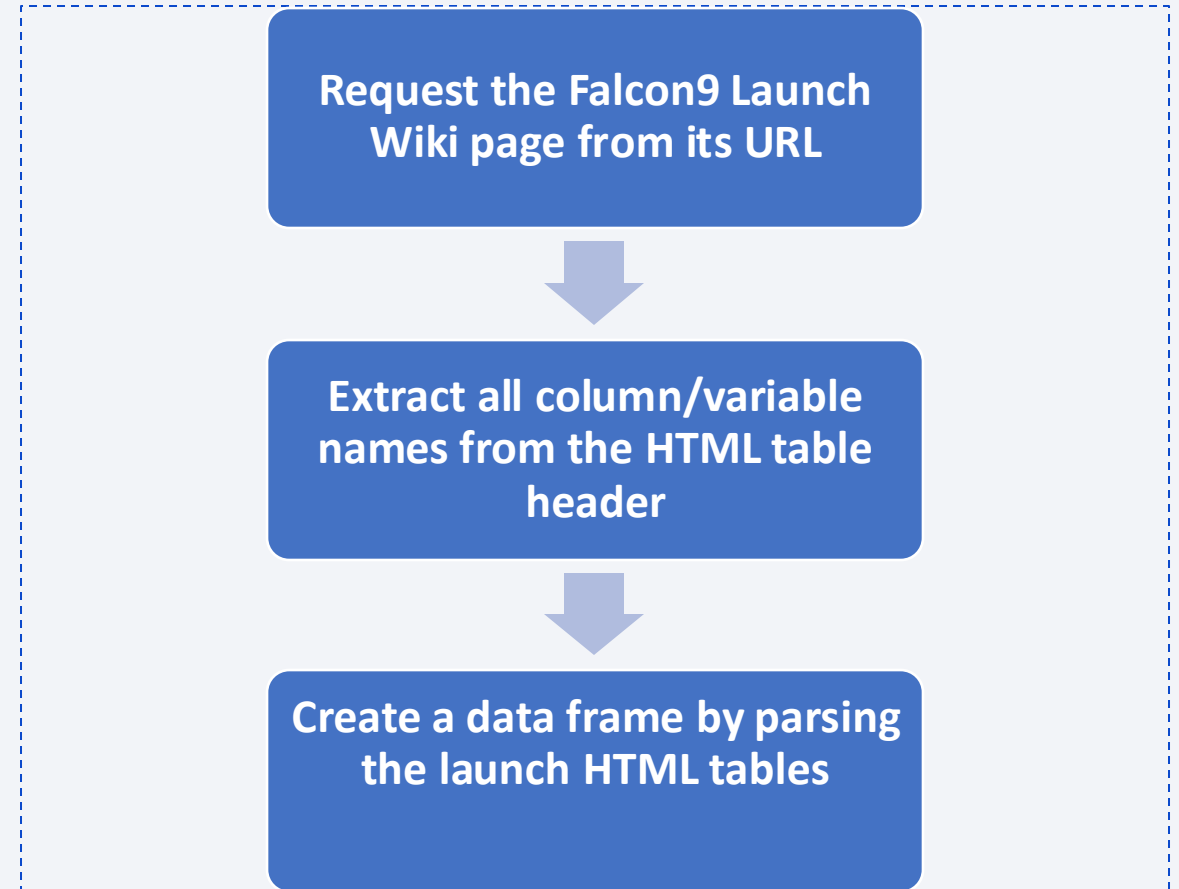 Request the Falcon9 Launch
Wiki page from its URL
Extract all column/variable
names from the HTML table
header
Create a data frame by parsing
the launch HTML tables